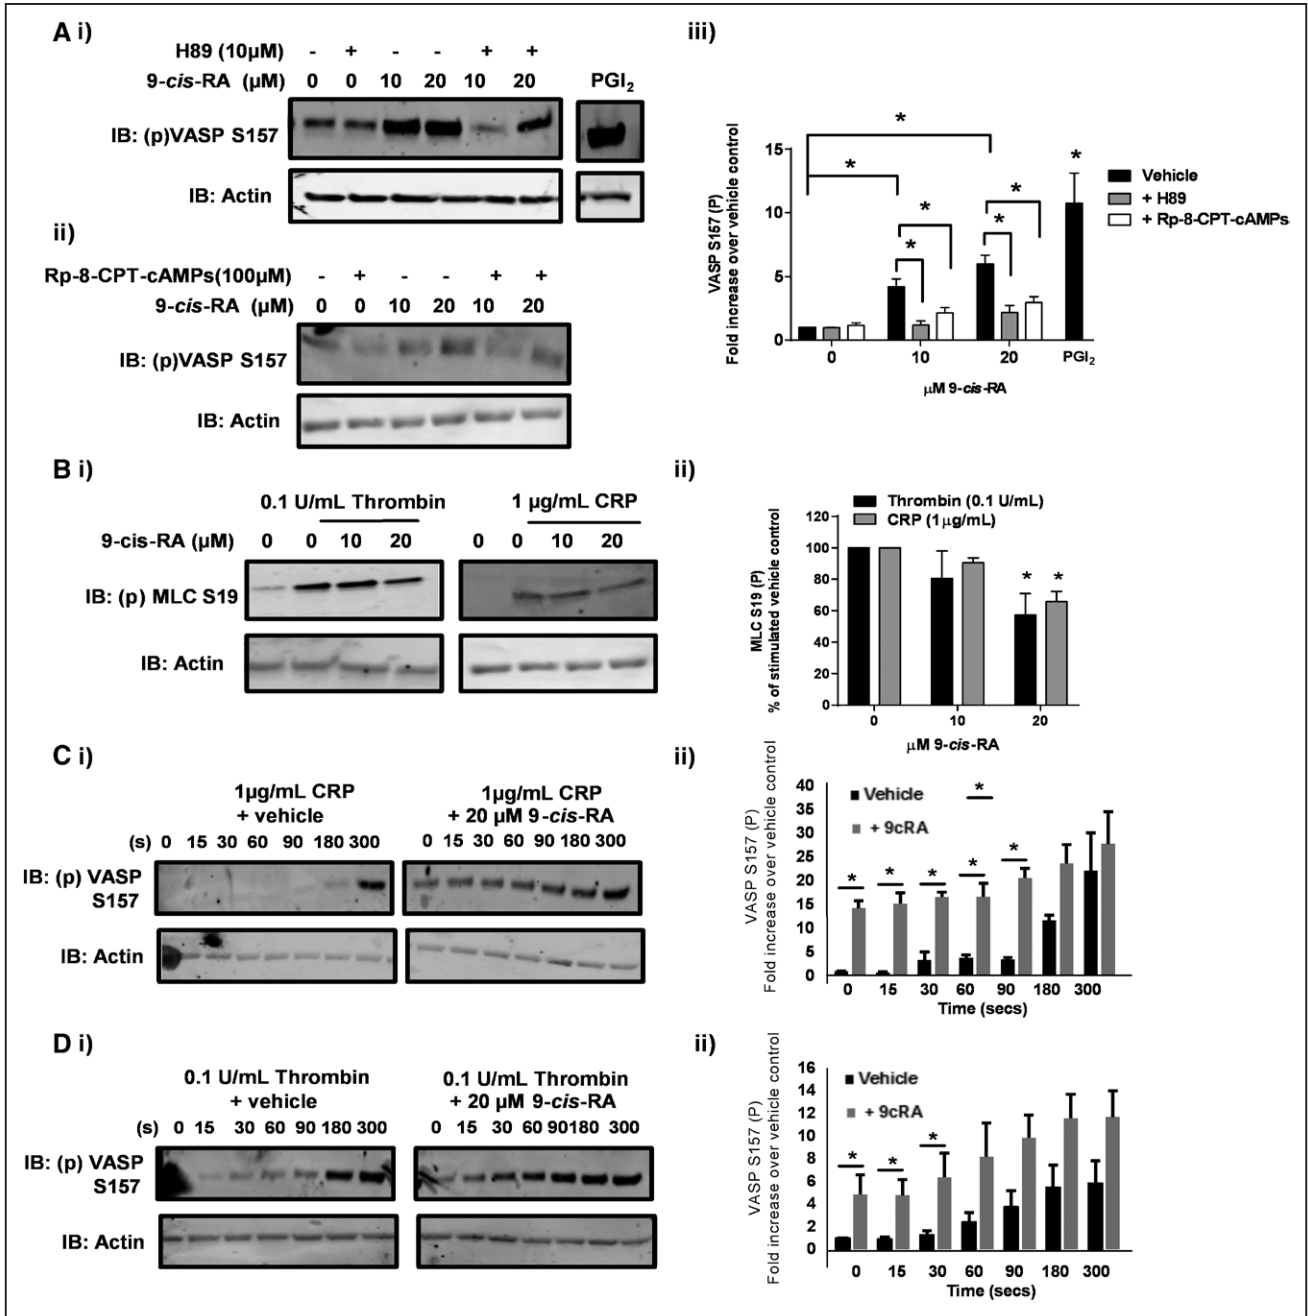 A i)
H89 (10µM) - + - - + +
9-cis-RA (µM) 0 0 10 20 10 20 PGI2
IB: (p)VASP S157
IB: Actin
ii)
Rp-8-CPT-cAMPs(100µM) - + - - + +
9-cis-RA (µM) 0 0 10 20 10 20
IB: (p)VASP S157
IB: Actin
iii)
VASP S157 (P)
Fold increase over vehicle control
15
10
5
0
* * * * * * *
Vehicle
+ H89
+ Rp-8-CPT-cAMPs
0 10 20 PGI2
µM 9-cis-RA
B i)
0.1 U/mL Thrombin 1 µg/mL CRP
9-cis-RA (µM) 0 0 10 20 0 0 10 20
IB: (p) MLC S19
IB: Actin
ii)
Thrombin (0.1 U/mL)
CRP (1µg/mL)
MLC S19 (P)
% of stimulated vehicle control
120
100
80
60
40
20
0
* *
0 10 20
µM 9-cis-RA
C i)
1µg/mL CRP
+ vehicle
1µg/mL CRP
+ 20 µM 9-cis-RA
(s) 0 15 30 60 90 180 300 0 15 30 60 90 180 300
IB: (p) VASP
S157
IB: Actin
ii)
VASP S157 (P)
Fold increase over vehicle control
40
35
30
25
20
15
10
5
0
Vehicle
+ 9cRA
* * * * * *
0 15 30 60 90 180 300
Time (secs)
D i)
0.1 U/mL Thrombin
+ vehicle
0.1 U/mL Thrombin
+ 20 µM 9-cis-RA
(s) 0 15 30 60 90 180 300 0 15 30 60 90 180 300
IB: (p) VASP
S157
IB: Actin
ii)
VASP S157 (P)
Fold increase over vehicle control
16
14
12
10
8
6
4
2
0
Vehicle
+ 9cRA
* * *
0 15 30 60 90 180 300
Time (secs)